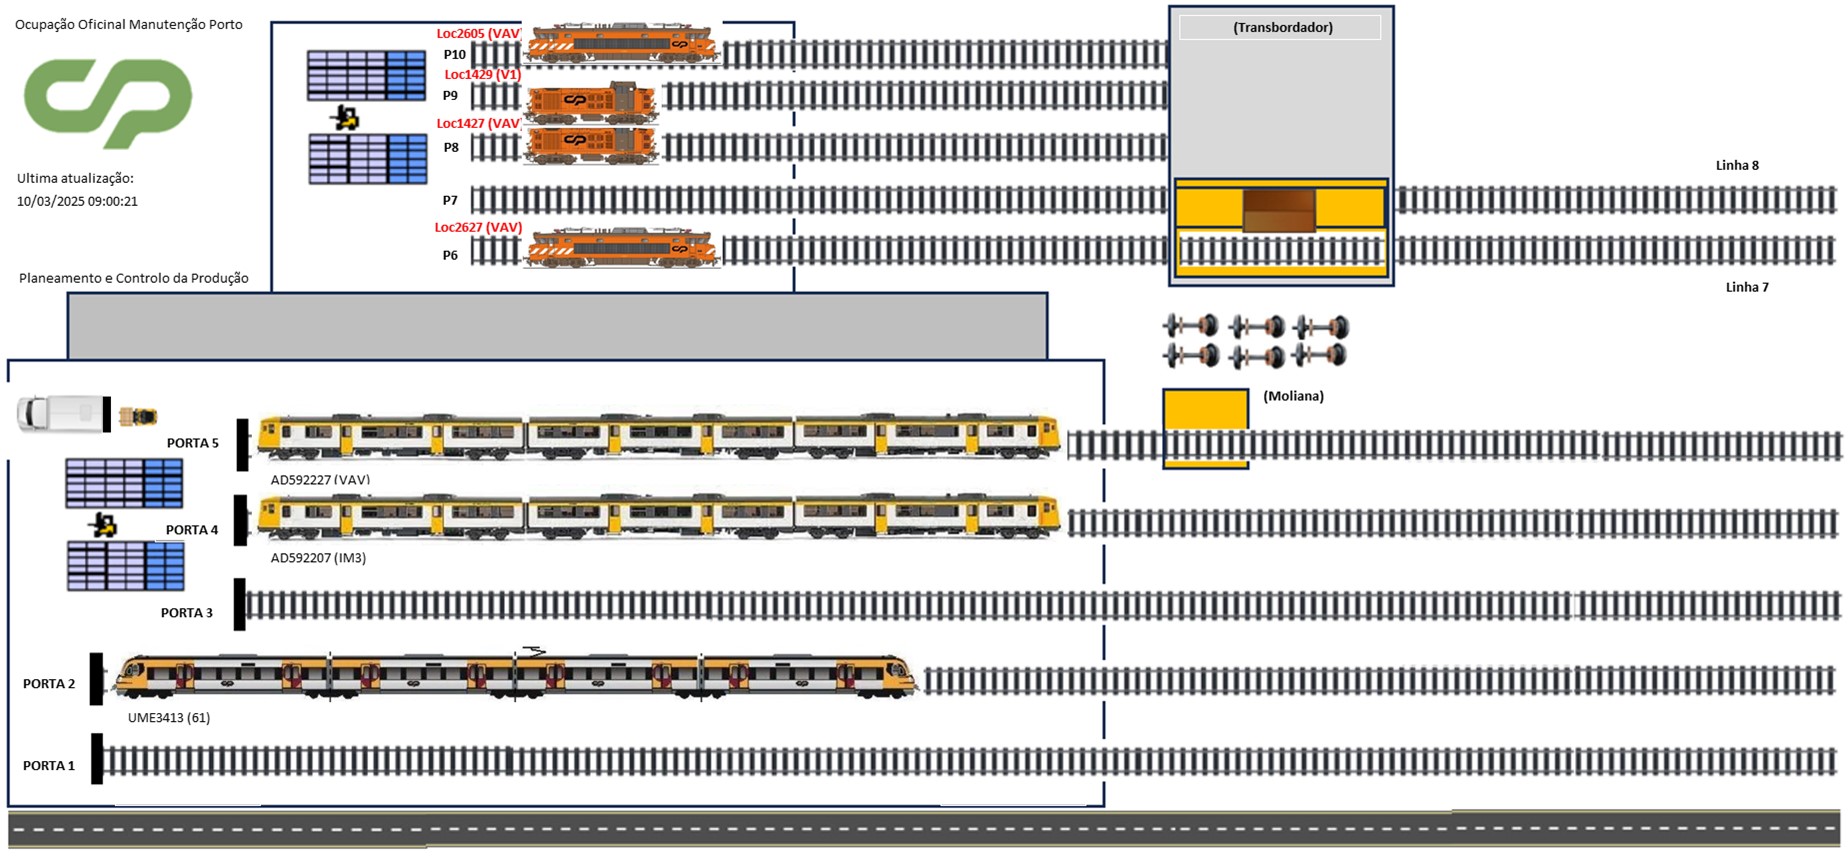 Ocupação Oficinal Manutenção Porto
CP
Ultima atualização:
10/03/2025 09:00:21
Planeamento e Controlo da Produção
Loc2605 (VAV)
P10
Loc1429 (V1)
P9
Loc1427 (VAV)
P8
P7
Loc2627 (VAV)
P6
(Transbordador)
Linha 8
Linha 7
(Moliana)
PORTA 5
AD592227 (VAV)
PORTA 4
AD592207 (IM3)
PORTA 3
PORTA 2
UME3413 (61)
PORTA 1